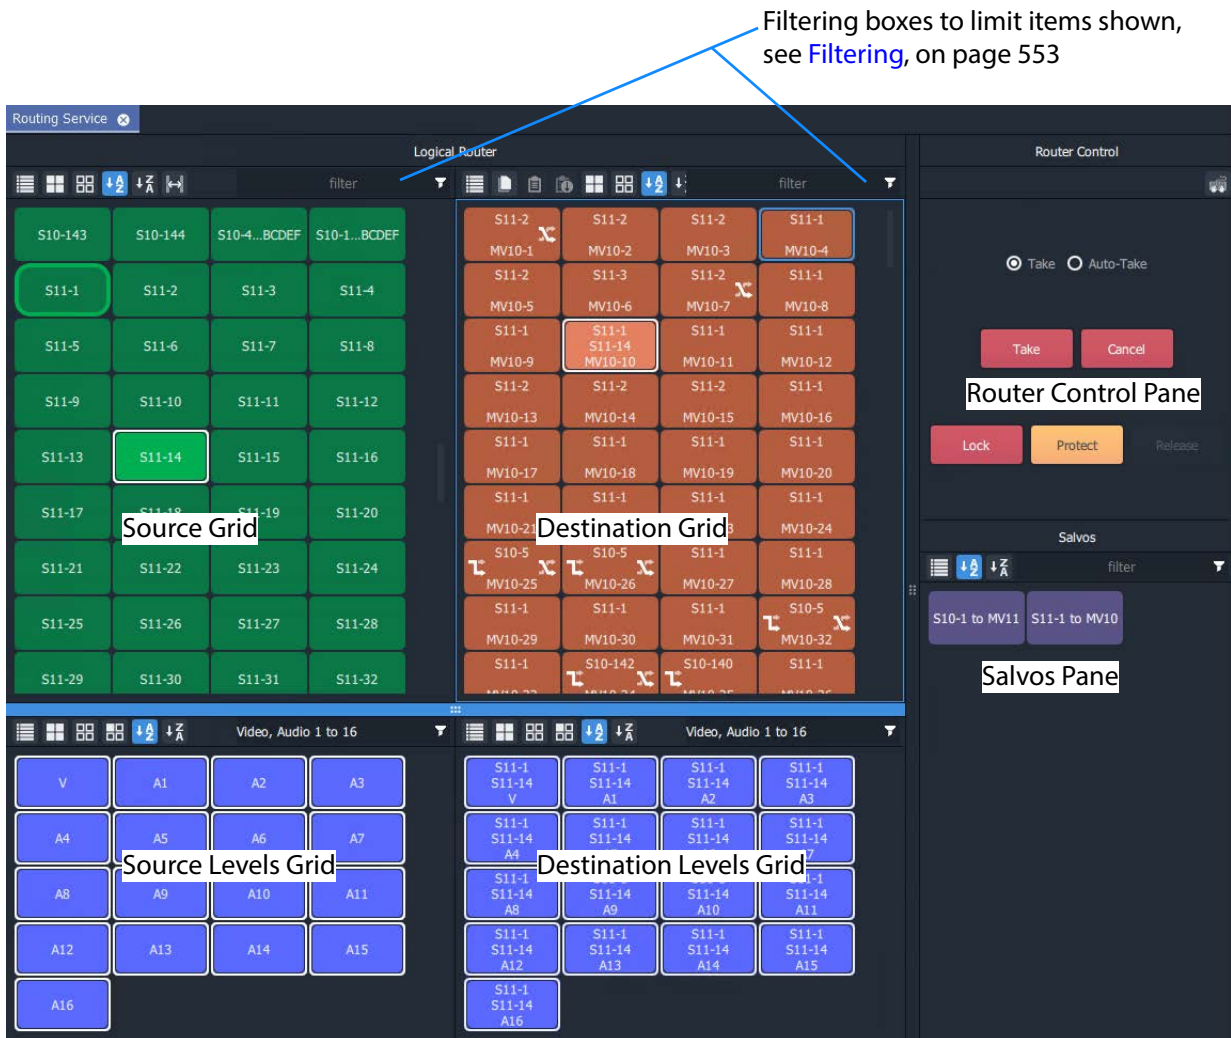 Filtering boxes to limit items shown,
see Filtering, on page 553
Routing Service
Logical Router
Router Control
filter
filter
S10-143 S10-144 S10-4...BCDEF S10-1...BCDEF
S11-1 S11-2 S11-3 S11-4
S11-5 S11-6 S11-7 S11-8
S11-9 S11-10 S11-11 S11-12
S11-13 S11-14 S11-15 S11-16
S11-17 S11-18 S11-19 S11-20
Source Grid
S11-21 S11-22 S11-23 S11-24
S11-25 S11-26 S11-27 S11-28
S11-29 S11-30 S11-31 S11-32
S11-2 S11-2 S11-2 S11-1
MV10-1 MV10-2 MV10-3 MV10-4
S11-2 S11-3 S11-2 S11-1
MV10-5 MV10-6 MV10-7 MV10-8
S11-1 S11-1 S11-1 S11-1
S11-14
MV10-9 MV10-10 MV10-11 MV10-12
S11-2 S11-2 S11-2 S11-1
MV10-13 MV10-14 MV10-15 MV10-16
S11-1 S11-1 S11-1 S11-1
MV10-17 MV10-18 MV10-19 MV10-20
S11-1 S11-1 S11-1 S11-1
MV10-21 MV10-24
Destination Grid
S10-5 S10-5 S11-1 S11-1
MV10-25 MV10-26 MV10-27 MV10-28
S11-1 S11-1 S11-1 S10-5
MV10-29 MV10-30 MV10-31 MV10-32
S11-1 S10-142 S10-140 S11-1
Take Auto-Take
Take Cancel
Router Control Pane
Lock Protect Release
Salvos
filter
S10-1 to MV11 S11-1 to MV10
Salvos Pane
Video, Audio 1 to 16
V A1 A2 A3
A4 A5 A6 A7
Source Levels Grid
A8 A9 A10 A11
A12 A13 A14 A15
A16
Video, Audio 1 to 16
S11-1 S11-1 S11-1 S11-1
S11-14 S11-14 S11-14 S11-14
V A1 A2 A3
S11-1 S11-1 S11-1 S11-1
S11-14 S11-14 S11-14 S11-14
A4
Destination Levels Grid
S11-1
S11-14 S11-14 S11-14 S11-14
A8 A9 A10 A11
S11-1 S11-1 S11-1 S11-1
S11-14 S11-14 S11-14 S11-14
A12 A13 A14 A15
S11-1
S11-14
A16